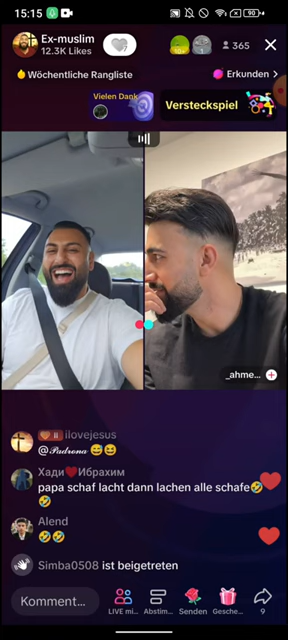 15:15
90
Ex-muslim
12.3K Likes
365
Wöchentliche Rangliste
Erkunden >
Vielen Dank
Versteckspiel
_ahme...
ilovejesus
@𝒫𝒶𝒹𝓇𝑜𝓃𝒶 😄😆
Хади❤️Ибрахим
papa schaf lacht dann lachen alle schafe🤣
🤣
Alend
🤣🤣
Simba0508 ist beigetreten
Komment...
LIVE mi...
Abstim...
Senden
Gesche...
9